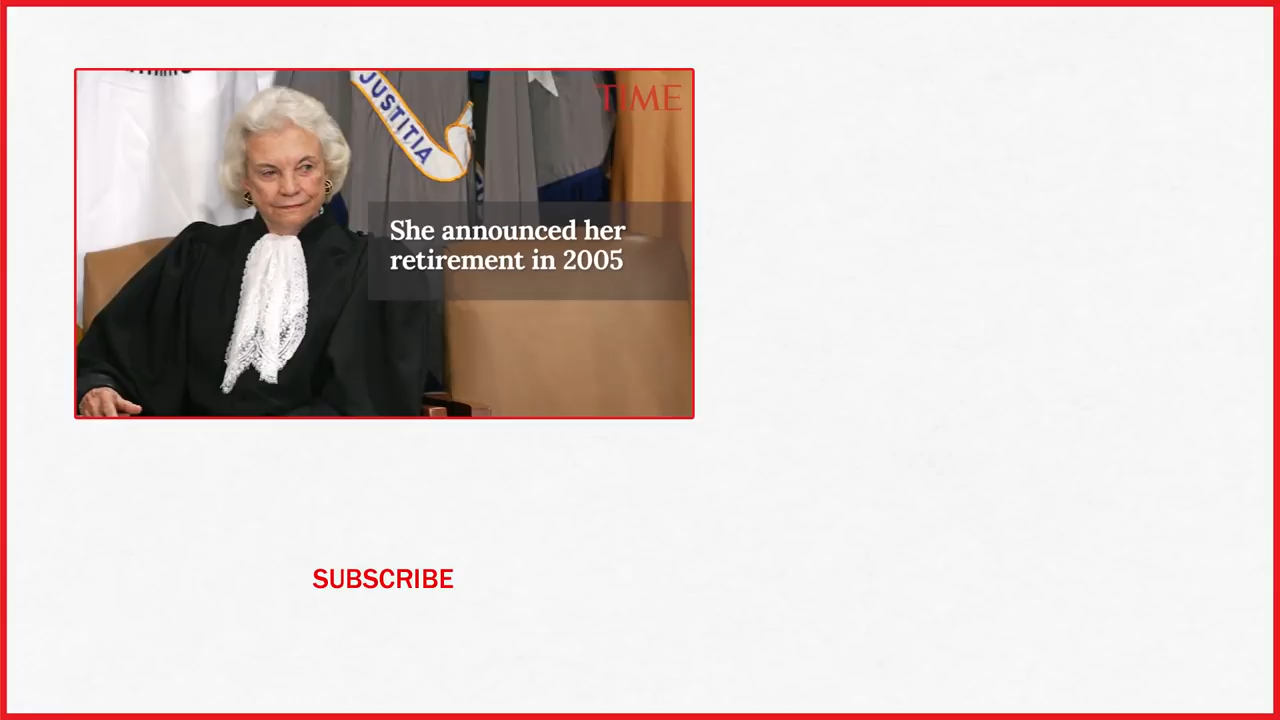 TIME
JUSTITIA
She announced her
retirement in 2005
SUBSCRIBE